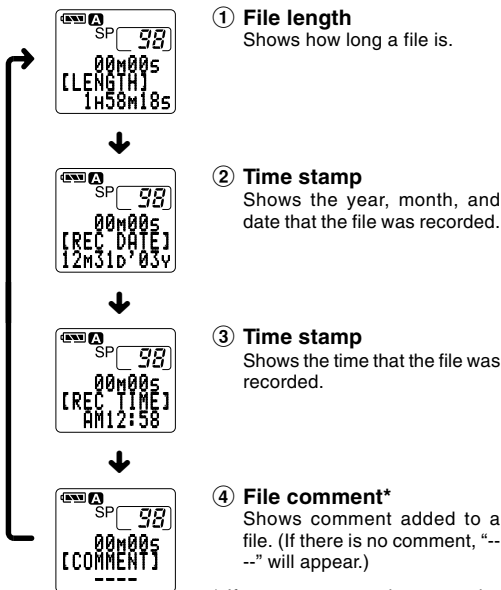 A
SP 98
00M00S
[LENGTH]
1H58M18S
① File length
Shows how long a file is.
A
SP 98
00M00S
[REC DATE]
12M31D'03Y
② Time stamp
Shows the year, month, and
date that the file was recorded.
A
SP 98
00M00S
[REC TIME]
AM12:58
③ Time stamp
Shows the time that the file was
recorded.
A
SP 98
00M00S
[COMMENT]
----
④ File comment*
Shows comment added to a
file. (If there is no comment, “--
--” will appear.)